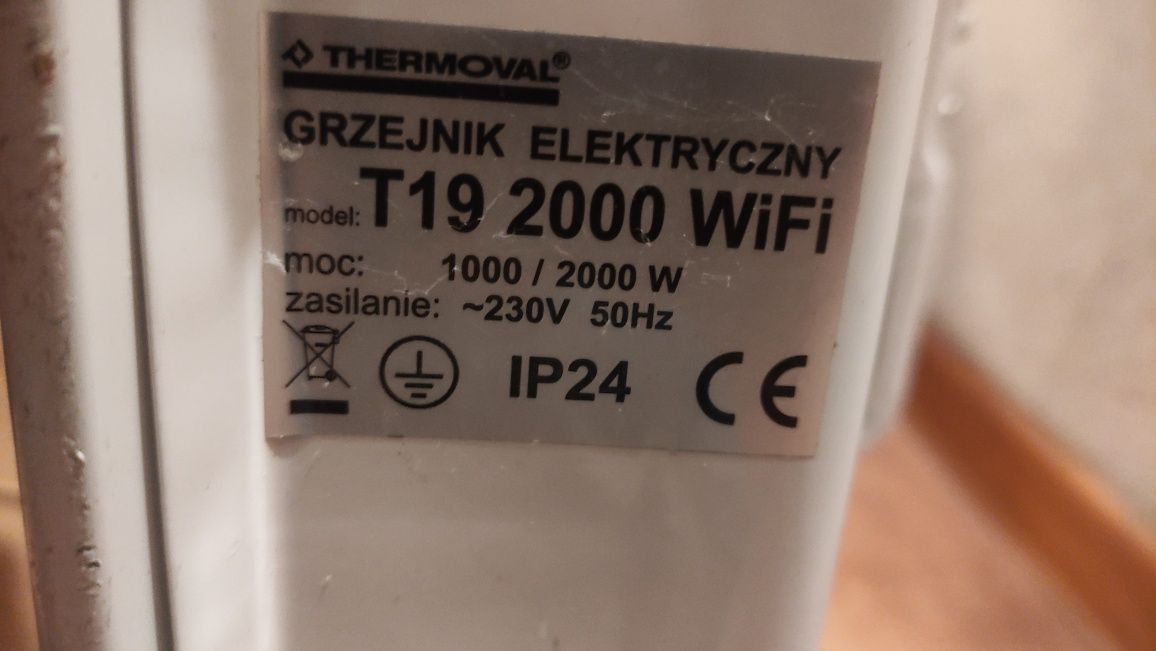 THERMOVAL®
GRZEJNIK ELEKTRYCZNY
model: T19 2000 WiFi
moc: 1000 / 2000 W
zasilanie: ~230V 50Hz
IP24 CE